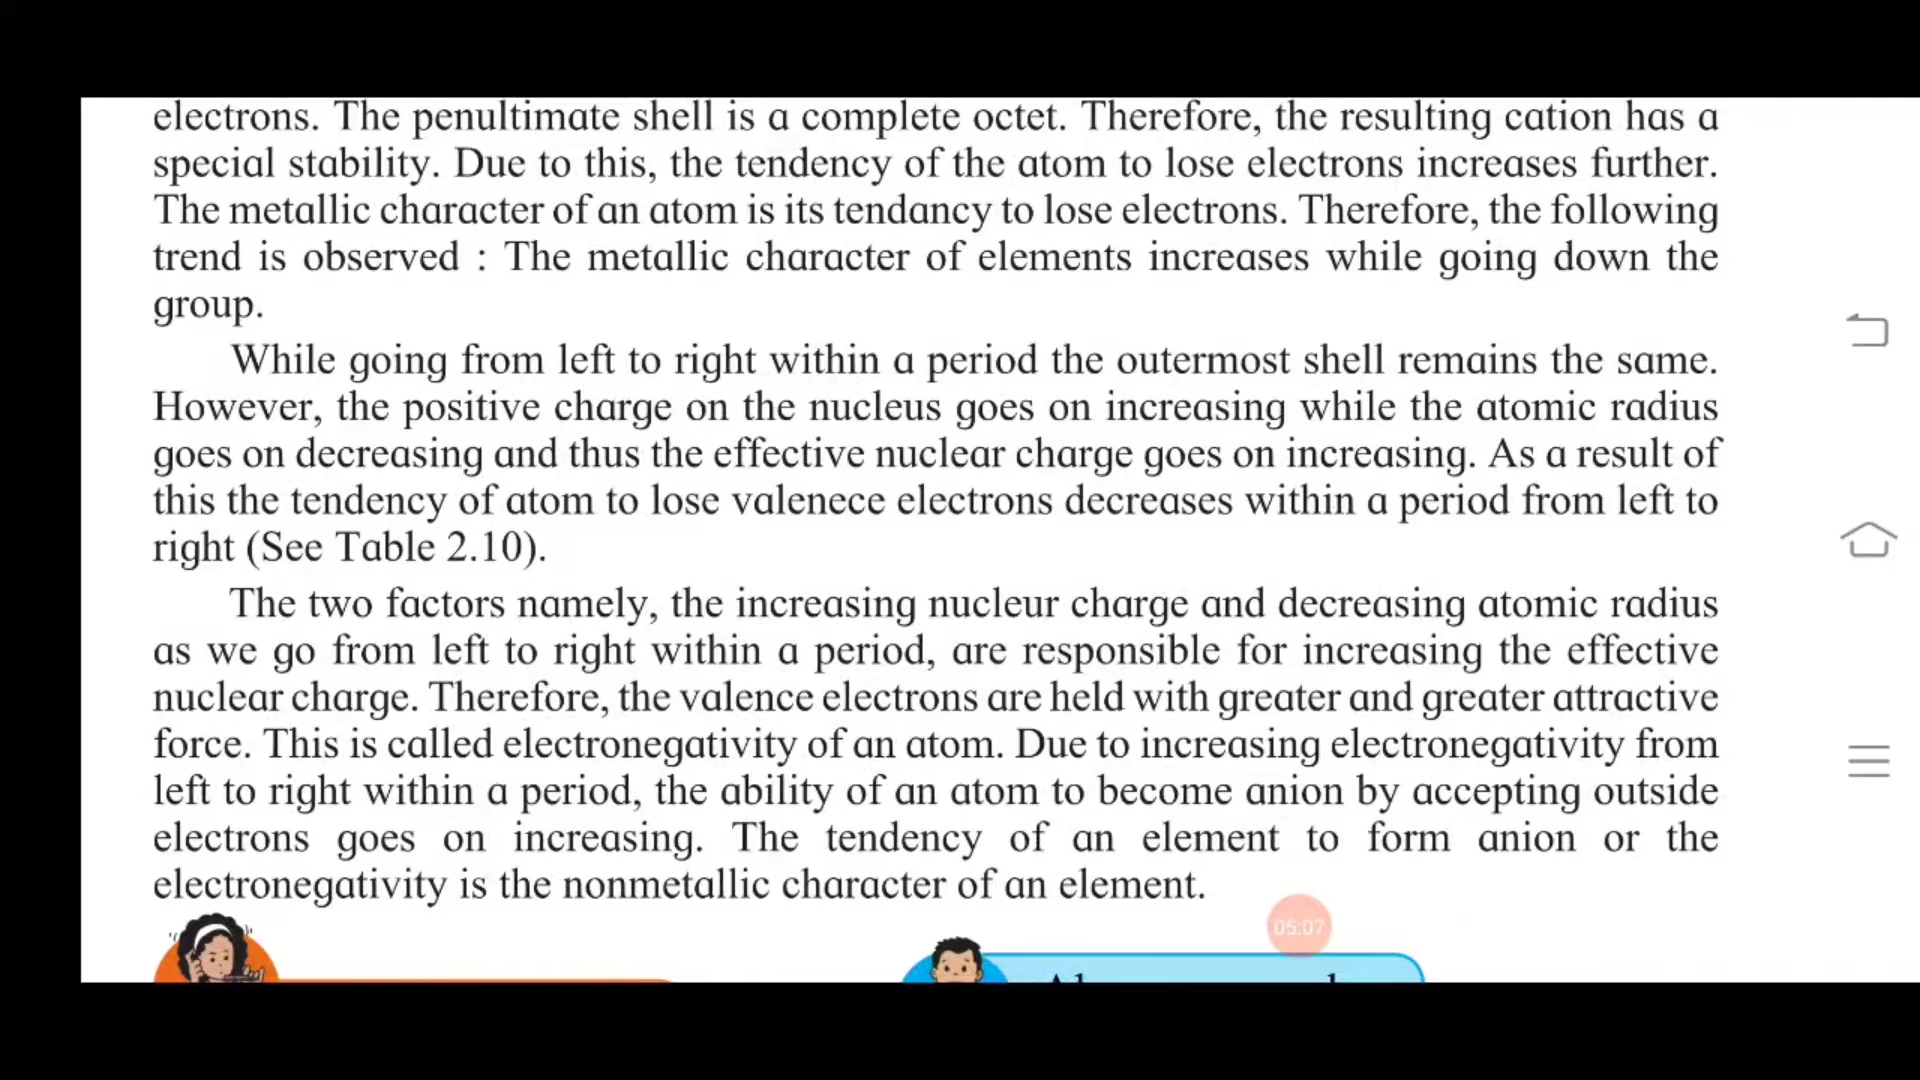 electrons. The penultimate shell is a complete octet. Therefore, the resulting cation has a
special stability. Due to this, the tendency of the atom to lose electrons increases further.
The metallic character of an atom is its tendancy to lose electrons. Therefore, the following
trend is observed : The metallic character of elements increases while going down the
group.
While going from left to right within a period the outermost shell remains the same.
However, the positive charge on the nucleus goes on increasing while the atomic radius
goes on decreasing and thus the effective nuclear charge goes on increasing. As a result of
this the tendency of atom to lose valenece electrons decreases within a period from left to
right (See Table 2.10).
The two factors namely, the increasing nucleur charge and decreasing atomic radius
as we go from left to right within a period, are responsible for increasing the effective
nuclear charge. Therefore, the valence electrons are held with greater and greater attractive
force. This is called electronegativity of an atom. Due to increasing electronegativity from
left to right within a period, the ability of an atom to become anion by accepting outside
electrons goes on increasing. The tendency of an element to form anion or the
electronegativity is the nonmetallic character of an element.
05:07